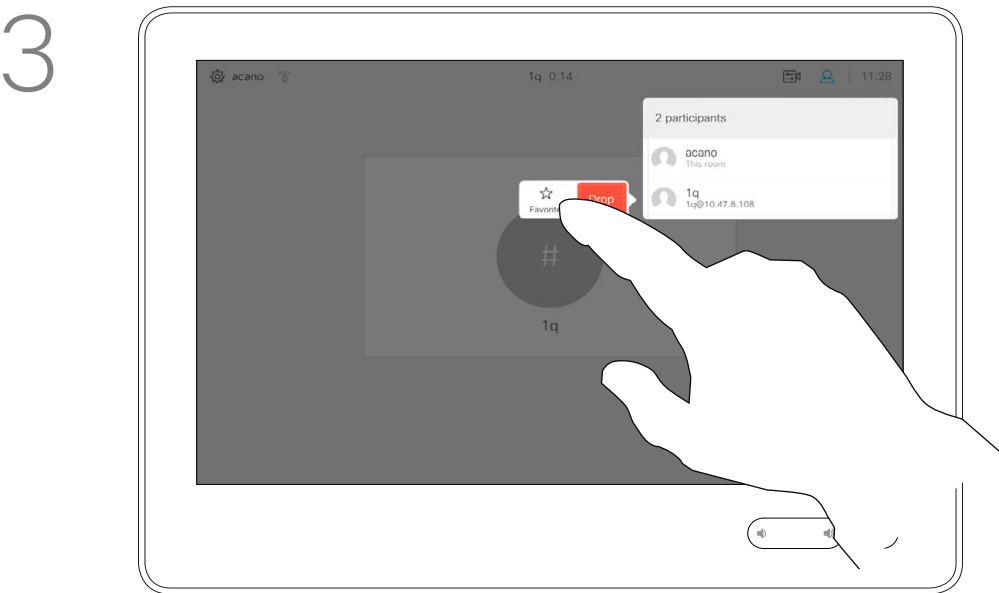 3
acano
1q 0:14
11:28
2 participants
acano
This room
1q
1q@10.47.8.108
Drop
#
1q